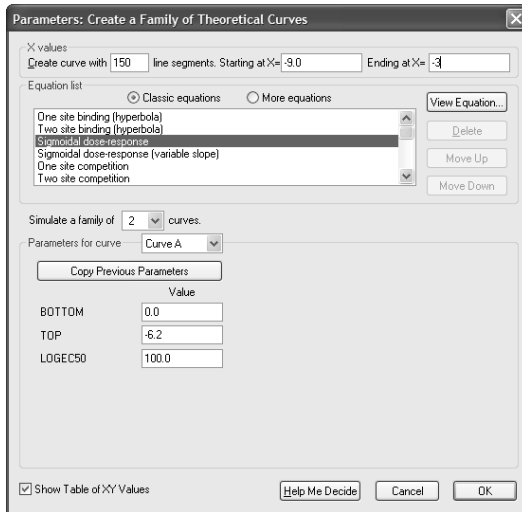 Parameters: Create a Family of Theoretical Curves
X values
Create curve with 150 line segments. Starting at X= -9.0 Ending at X= -3
Equation list
Classic equations More equations
One site binding (hyperbola)
Two site binding (hyperbola)
Sigmoidal dose-response
Sigmoidal dose-response (variable slope)
One site competition
Two site competition
View Equation...
Delete
Move Up
Move Down
Simulate a family of 2 curves.
Parameters for curve Curve A
Copy Previous Parameters
Value
BOTTOM 0.0
TOP -6.2
LOGEC50 100.0
Show Table of XY Values Help Me Decide Cancel OK